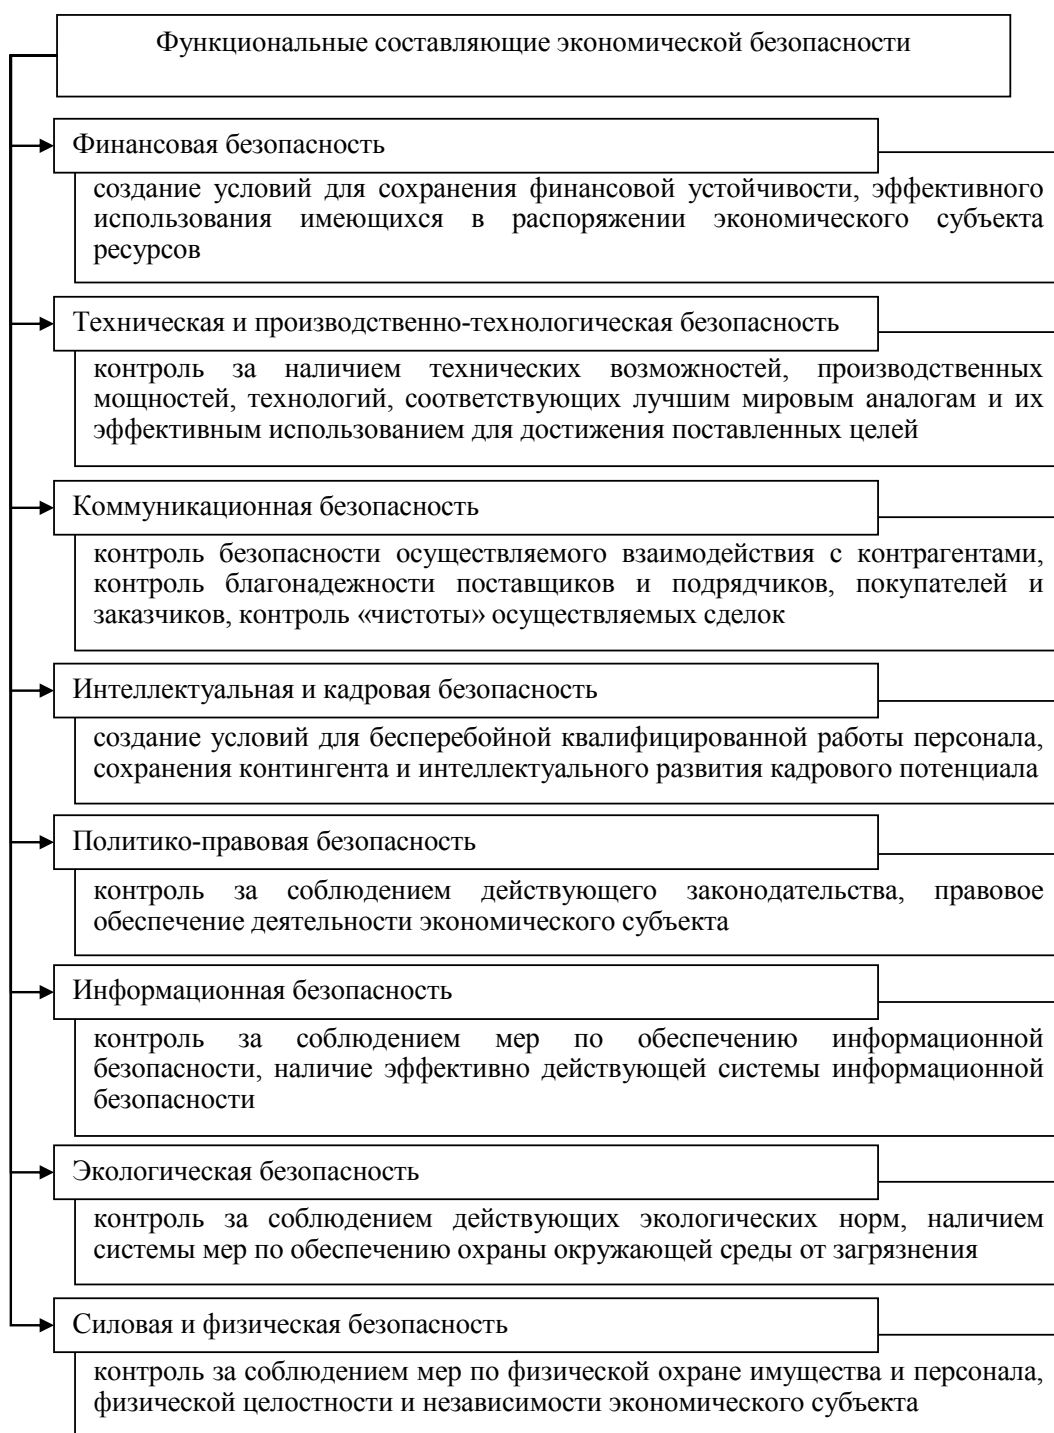 Функциональные составляющие экономической безопасности
Финансовая безопасность
создание условий для сохранения финансовой устойчивости, эффективного
использования имеющихся в распоряжении экономического субъекта
ресурсов
Техническая и производственно-технологическая безопасность
контроль за наличием технических возможностей, производственных
мощностей, технологий, соответствующих лучшим мировым аналогам и их
эффективным использованием для достижения поставленных целей
Коммуникационная безопасность
контроль безопасности осуществляемого взаимодействия с контрагентами,
контроль благонадежности поставщиков и подрядчиков, покупателей и
заказчиков, контроль «чистоты» осуществляемых сделок
Интеллектуальная и кадровая безопасность
создание условий для бесперебойной квалифицированной работы персонала,
сохранения контингента и интеллектуального развития кадрового потенциала
Политико-правовая безопасность
контроль за соблюдением действующего законодательства, правовое
обеспечение деятельности экономического субъекта
Информационная безопасность
контроль за соблюдением мер по обеспечению информационной
безопасности, наличие эффективно действующей системы информационной
безопасности
Экологическая безопасность
контроль за соблюдением действующих экологических норм, наличием
системы мер по обеспечению охраны окружающей среды от загрязнения
Силовая и физическая безопасность
контроль за соблюдением мер по физической охране имущества и персонала,
физической целостности и независимости экономического субъекта